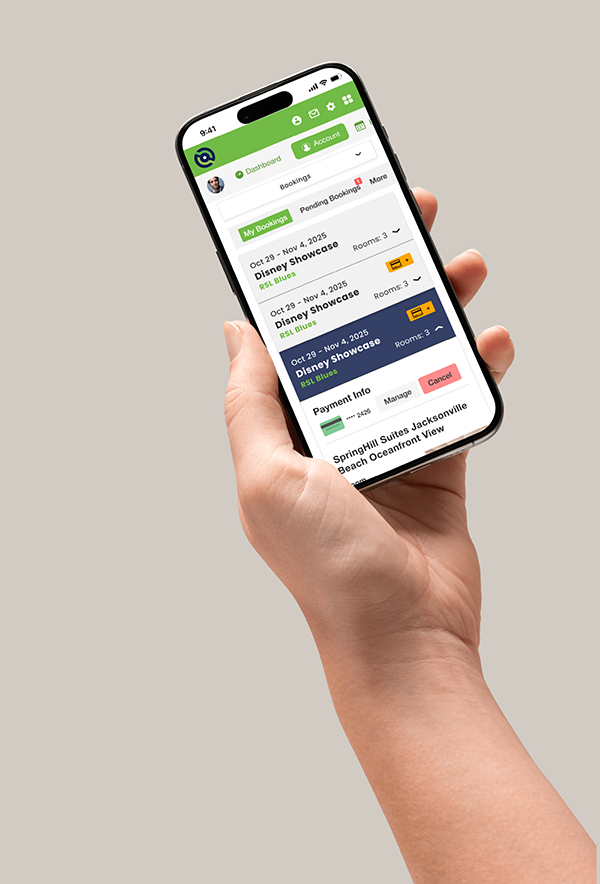 9:41
Dashboard
Account
Bookings
My Bookings
Pending Bookings
1
More
Oct 29 - Nov 4, 2025
Disney Showcase
RSL Blues
Rooms: 3
Oct 29 - Nov 4, 2025
Disney Showcase
RSL Blues
Rooms: 3
Oct 29 - Nov 4, 2025
Disney Showcase
RSL Blues
Rooms: 3
Payment Info
•••• 2426
Manage
Cancel
SpringHill Suites Jacksonville
Beach Oceanfront View